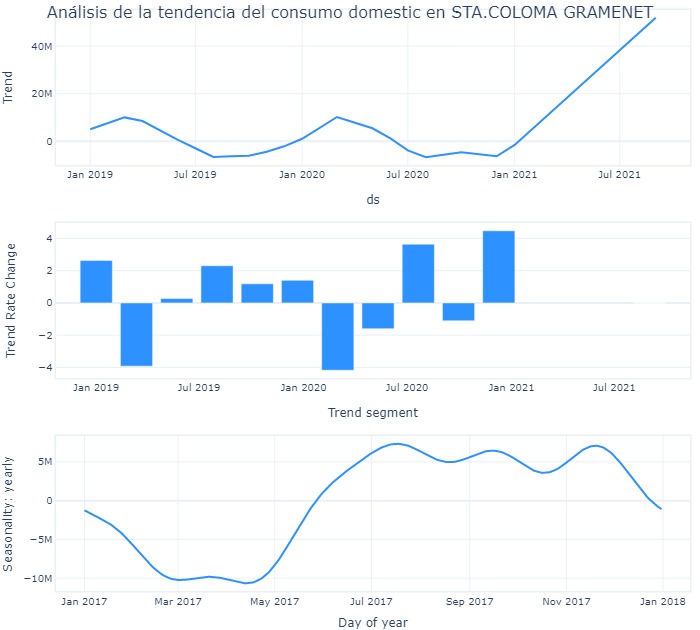 Análisis de la tendencia del consumo domestic en STA.COLOMA GRAMENET
40M
20M
0
Trend
Jan 2019 Jul 2019 Jan 2020 Jul 2020 Jan 2021 Jul 2021
ds
4
2
0
−2
−4
Trend Rate Change
Jan 2019 Jul 2019 Jan 2020 Jul 2020 Jan 2021 Jul 2021
Trend segment
5M
0
−5M
−10M
Seasonality: yearly
Jan 2017 Mar 2017 May 2017 Jul 2017 Sep 2017 Nov 2017 Jan 2018
Day of year